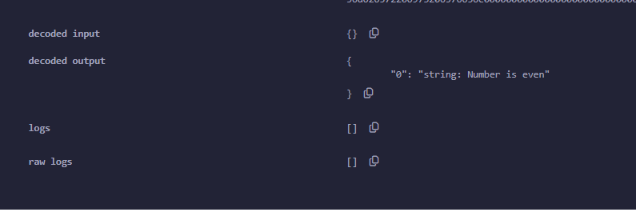 decoded input {}
decoded output {
"0": "string: Number is even"
}
logs []
raw logs []